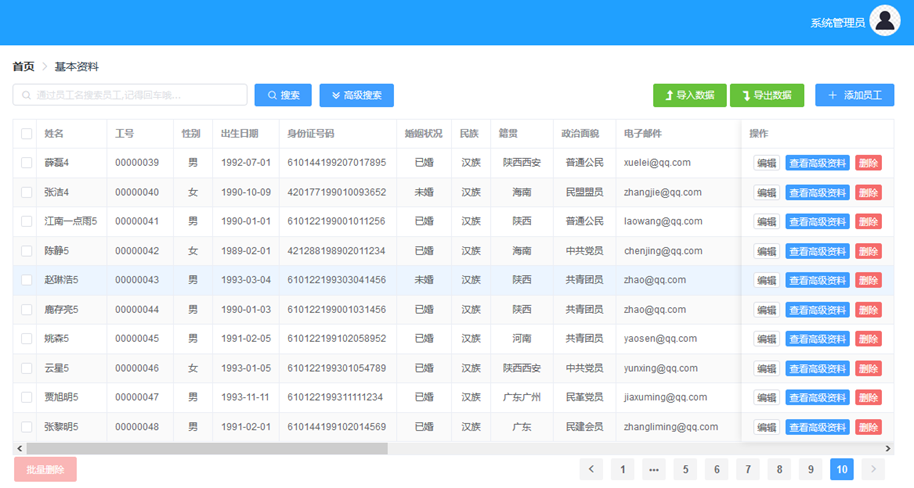 系统管理员
首页 > 基本资料
通过员工名搜索员工,记得回车哦... 搜索 高级搜索 导入数据 导出数据 + 添加员工
姓名 工号 性别 出生日期 身份证号码 婚姻状况 民族 籍贯 政治面貌 电子邮件 操作
薛磊4 00000039 男 1992-07-01 610144199207017895 已婚 汉族 陕西西安 普通公民 xuelei@qq.com 编辑 查看高级资料 删除
张洁4 00000040 女 1990-10-09 420177199010093652 未婚 汉族 海南 民盟盟员 zhangjie@qq.com 编辑 查看高级资料 删除
江南一点雨5 00000041 男 1990-01-01 610122199001011256 已婚 汉族 陕西 普通公民 laowang@qq.com 编辑 查看高级资料 删除
陈静5 00000042 女 1989-02-01 421288198902011234 已婚 汉族 海南 中共党员 chenjing@qq.com 编辑 查看高级资料 删除
赵琳浩5 00000043 男 1993-03-04 610122199303041456 未婚 汉族 陕西 共青团员 zhao@qq.com 编辑 查看高级资料 删除
鹿存亮5 00000044 男 1990-01-03 610122199001031456 已婚 汉族 陕西 共青团员 zhao@qq.com 编辑 查看高级资料 删除
姚森5 00000045 男 1991-02-05 610122199102058952 已婚 汉族 河南 共青团员 yaosen@qq.com 编辑 查看高级资料 删除
云星5 00000046 女 1993-01-05 610122199301054789 已婚 汉族 陕西西安 中共党员 yunxing@qq.com 编辑 查看高级资料 删除
贾旭明5 00000047 男 1993-11-11 610122199311111234 已婚 汉族 广东广州 民革党员 jiaxuming@qq.com 编辑 查看高级资料 删除
张黎明5 00000048 男 1991-02-01 610144199102014569 已婚 汉族 广东 民建会员 zhangliming@qq.com 编辑 查看高级资料 删除
批量删除 < 1 ••• 5 6 7 8 9 10 >